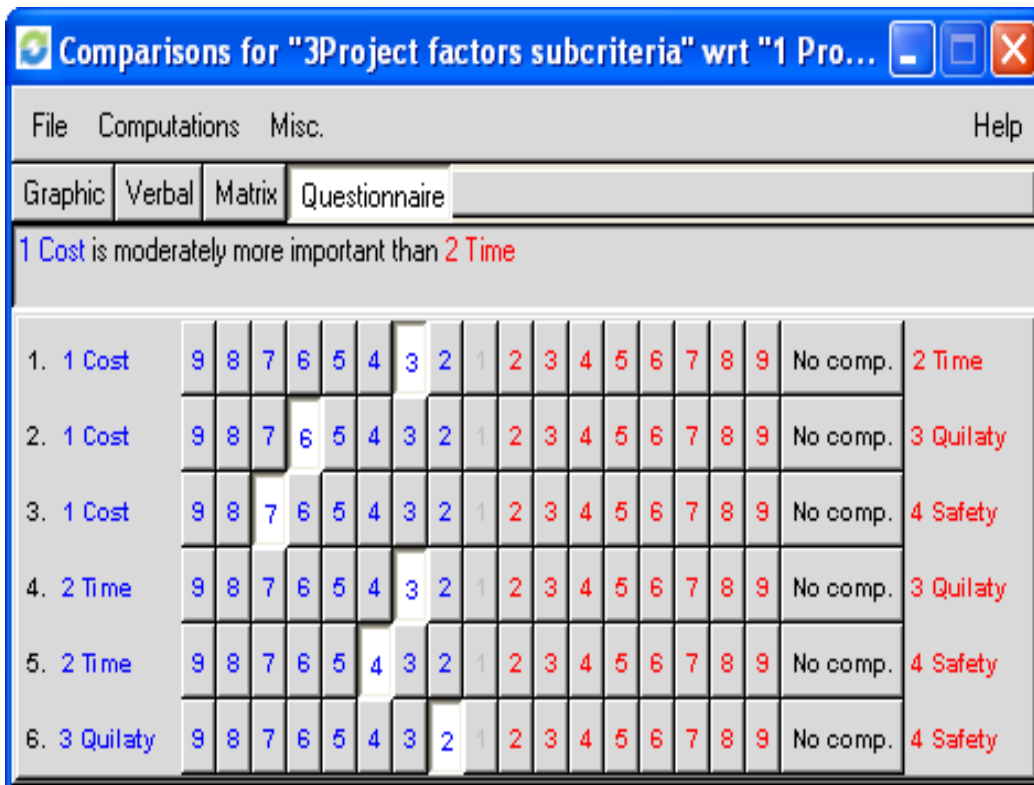 Comparisons for "3Project factors subcriteria" wrt "1 Pro...
File Computations Misc. Help
Graphic Verbal Matrix Questionnaire
1 Cost is moderately more important than 2 Time
1. 1 Cost 9 8 7 6 5 4 3 2 1 2 3 4 5 6 7 8 9 No comp. 2 Time
2. 1 Cost 9 8 7 6 5 4 3 2 1 2 3 4 5 6 7 8 9 No comp. 3 Quilaty
3. 1 Cost 9 8 7 6 5 4 3 2 1 2 3 4 5 6 7 8 9 No comp. 4 Safety
4. 2 Time 9 8 7 6 5 4 3 2 1 2 3 4 5 6 7 8 9 No comp. 3 Quilaty
5. 2 Time 9 8 7 6 5 4 3 2 1 2 3 4 5 6 7 8 9 No comp. 4 Safety
6. 3 Quilaty 9 8 7 6 5 4 3 2 1 2 3 4 5 6 7 8 9 No comp. 4 Safety